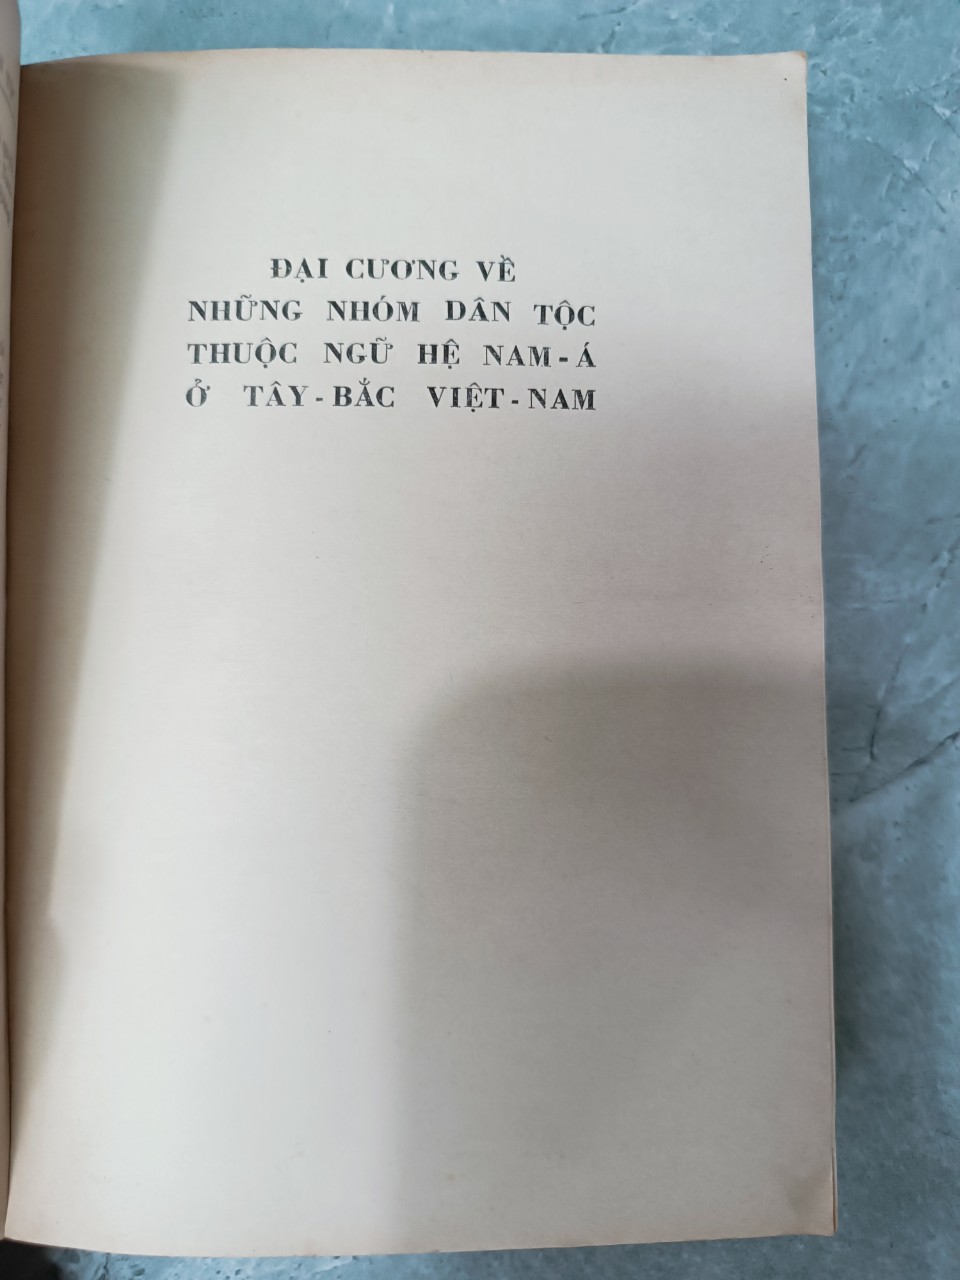 ĐẠI CƯƠNG VỀ
NHỮNG NHÓM DÂN TỘC
THUỘC NGỮ HỆ NAM-Á
Ở TÂY-BẮC VIỆT-NAM